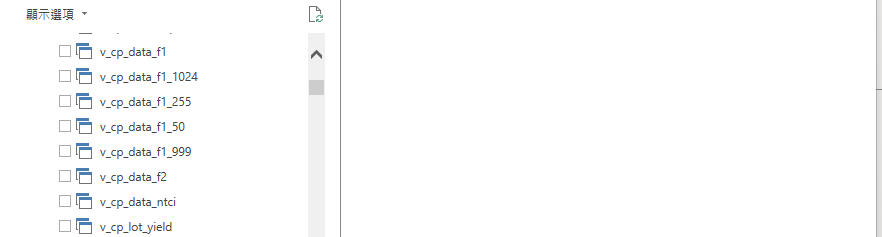 顯示選項
v_cp_data_f1
v_cp_data_f1_1024
v_cp_data_f1_255
v_cp_data_f1_50
v_cp_data_f1_999
v_cp_data_f2
v_cp_data_ntci
v_cp_lot_yield